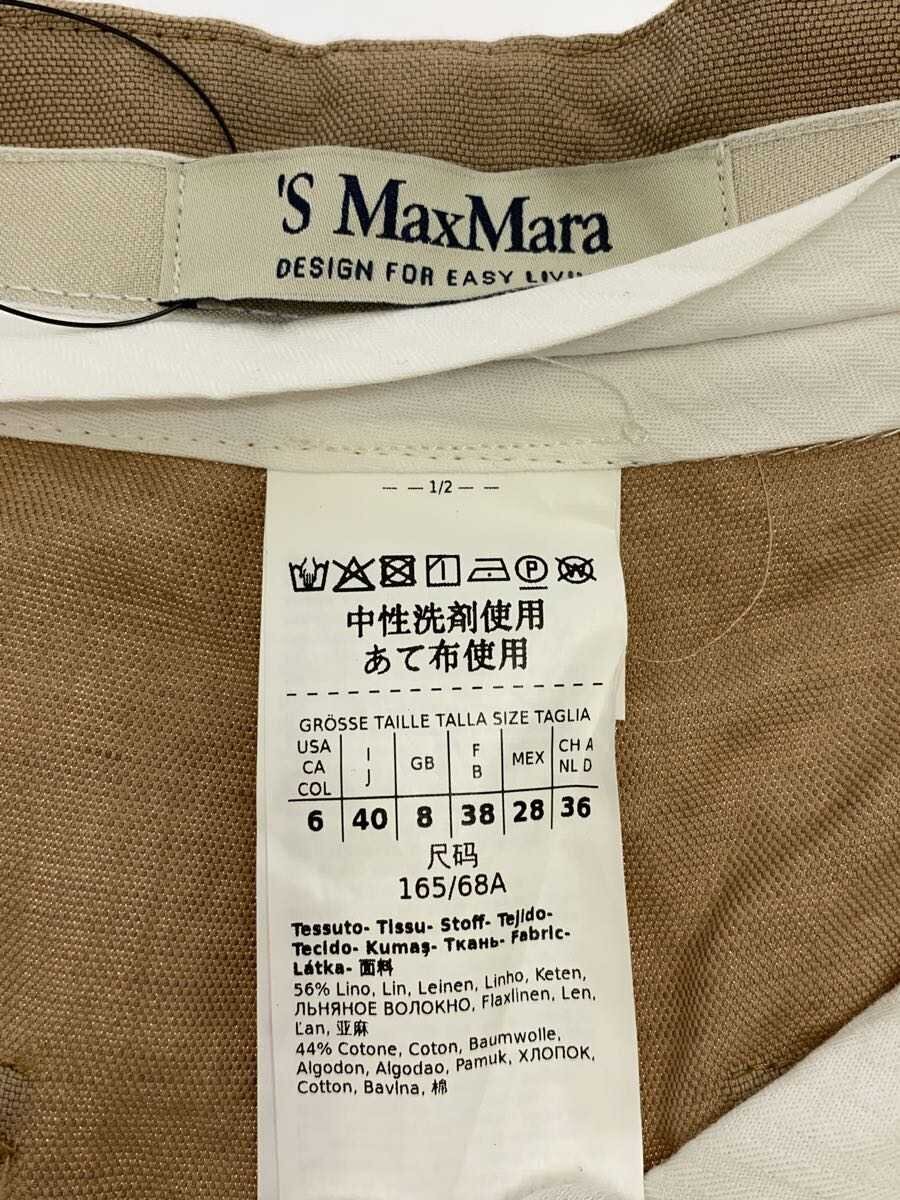 'S MaxMara
DESIGN FOR EASY
1/2
P
W
中性洗剤使用
あて布使用
GRÖSSE TAILLE TALLA SIZE TAGLIA
USA CA COL I J GB F B MEX CH A NL D
6 40 8 38 28 36
尺码
165/68A
Tessuto- Tissu- Stoff- Tejido-
Tecido- Kumaş- Ткань- Fabric-
Látka- 面料
56% Lino, Lin, Leinen, Linho, Keten,
ЛЬНЯНОЕ ВОЛОКНО, Flaxlinen, Len,
Ľan, 亚麻
44% Cotone, Coton, Baumwolle,
Algodon, Algodao, Pamuk, ХЛОПОК,
Cotton, Bavlna, 棉